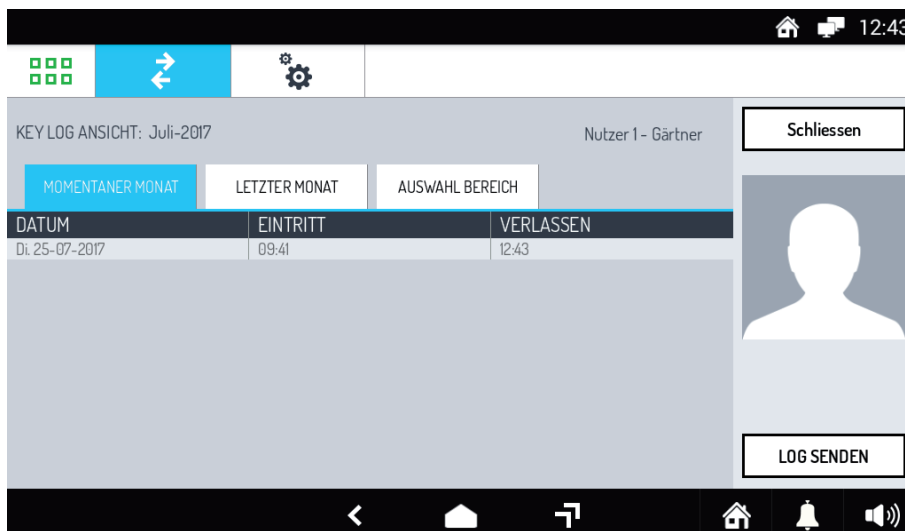 12:43
KEY LOG ANSICHT: Juli-2017
Nutzer 1 - Gärtner
Schliessen
MOMENTANER MONAT
LETZTER MONAT
AUSWAHL BEREICH
DATUM EINTRITT VERLASSEN
Di. 25-07-2017 09:41 12:43
LOG SENDEN